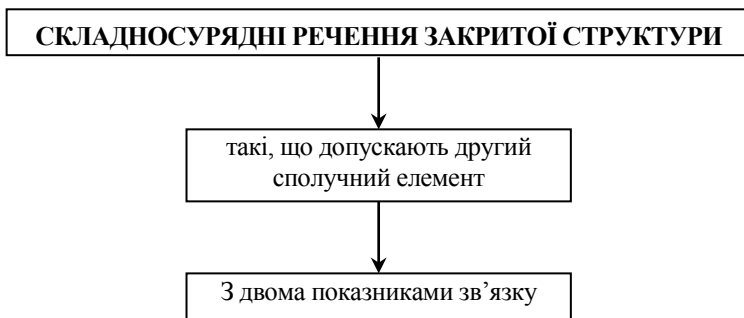 СКЛАДНОСУРЯДНІ РЕЧЕННЯ ЗАКРИТОЇ СТРУКТУРИ
такі, що допускають другий
сполучний елемент
З двома показниками зв’язку